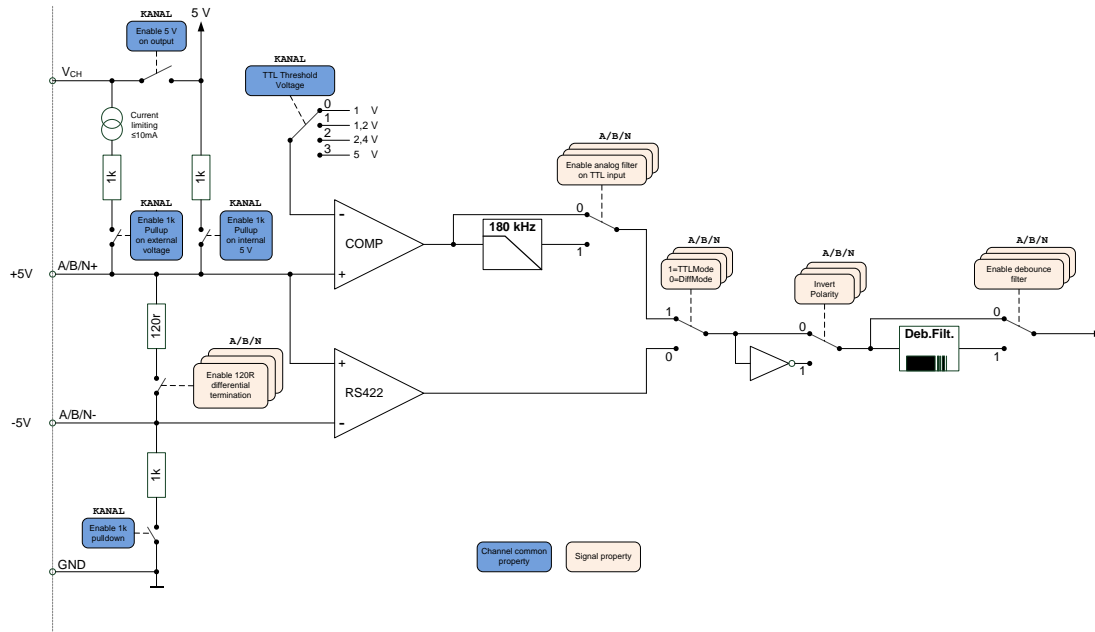 KANAL
Enable 5 V
on output
5 V
VCH
Current
limiting
≤10mA
1k
1k
KANAL
Enable 1k
Pullup
on external
voltage
KANAL
Enable 1k
Pullup
on internal
5 V
KANAL
TTL Threshold
Voltage
0
1 V
1
1,2 V
2
2,4 V
3
5 V
-
COMP
+
180 kHz
A/B/N
Enable analog filter
on TTL input
0
1
+5V
A/B/N+
120r
A/B/N
Enable 120R
differential
termination
+
RS422
-
-5V
A/B/N-
1k
KANAL
Enable 1k
pulldown
GND
A/B/N
1=TTLMode
0=DiffMode
1
0
A/B/N
Invert
Polarity
0
1
Deb.Filt.
A/B/N
Enable debounce
filter
0
1
Channel common
property
Signal property